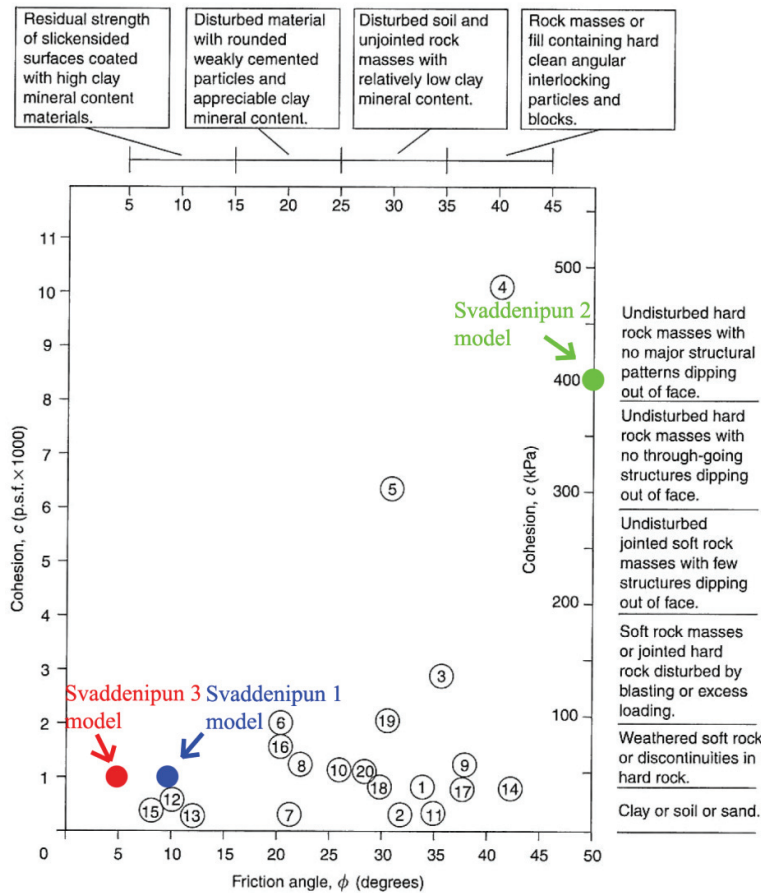 Residual strength
of slickensided
surfaces coated
with high clay
mineral content
materials.
Disturbed material
with rounded
weakly cemented
particles and
appreciable clay
mineral content.
Disturbed soil and
unjointed rock
masses with
relatively low clay
mineral content.
Rock masses or
fill containing hard
clean angular
interlocking
particles and
blocks.
5 10 15 20 25 30 35 40 45
11
10
9
8
7
6
5
4
3
2
1
0
Cohesion, c (p.s.f. × 1000)
500
400
300
200
100
Cohesion, c (kPa)
4
Svaddenipun 2
model
5
3
Svaddenipun 3
model
Svaddenipun 1
model
6
19
16
8
10
20
18
1
9
17
14
15
12
13
7
2
11
5 10 15 20 25 30 35 40 45 50
Friction angle, ϕ (degrees)
Undisturbed hard
rock masses with
no major structural
patterns dipping
out of face.
Undisturbed hard
rock masses with
no through-going
structures dipping
out of face.
Undisturbed
jointed soft rock
masses with few
structures dipping
out of face.
Soft rock masses
or jointed hard
rock disturbed by
blasting or excess
loading.
Weathered soft rock
or discontinuities in
hard rock.
Clay or soil or sand.